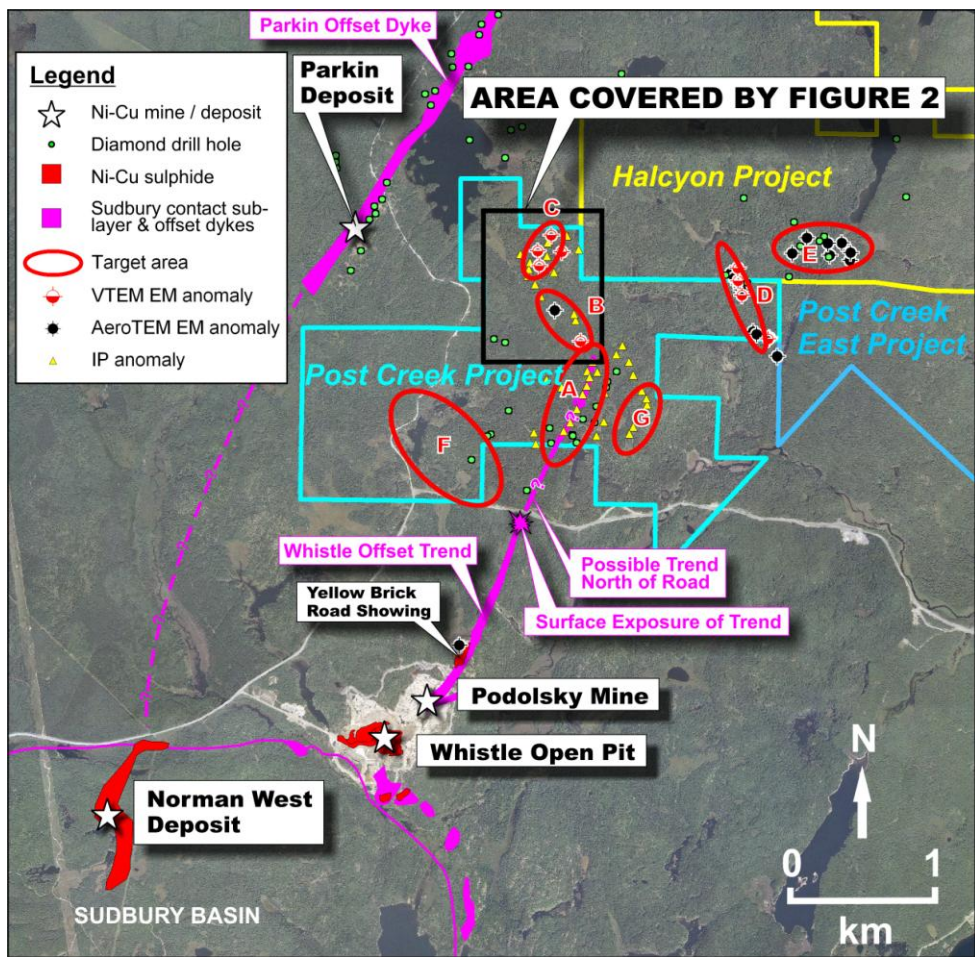 Parkin Offset Dyke
Legend
Ni-Cu mine / deposit
Diamond drill hole
Ni-Cu sulphide
Sudbury contact sub-
layer & offset dykes
Target area
VTEM EM anomaly
AeroTEM EM anomaly
IP anomaly
Parkin
Deposit
AREA COVERED BY FIGURE 2
Halcyon Project
C
E
D
B
Post Creek
East Project
Post Creek Project
A
G
F
?
?
Whistle Offset Trend
Possible Trend
North of Road
Yellow Brick
Road Showing
Surface Exposure of Trend
?
Podolsky Mine
Whistle Open Pit
N
Norman West
Deposit
0 1
km
SUDBURY BASIN